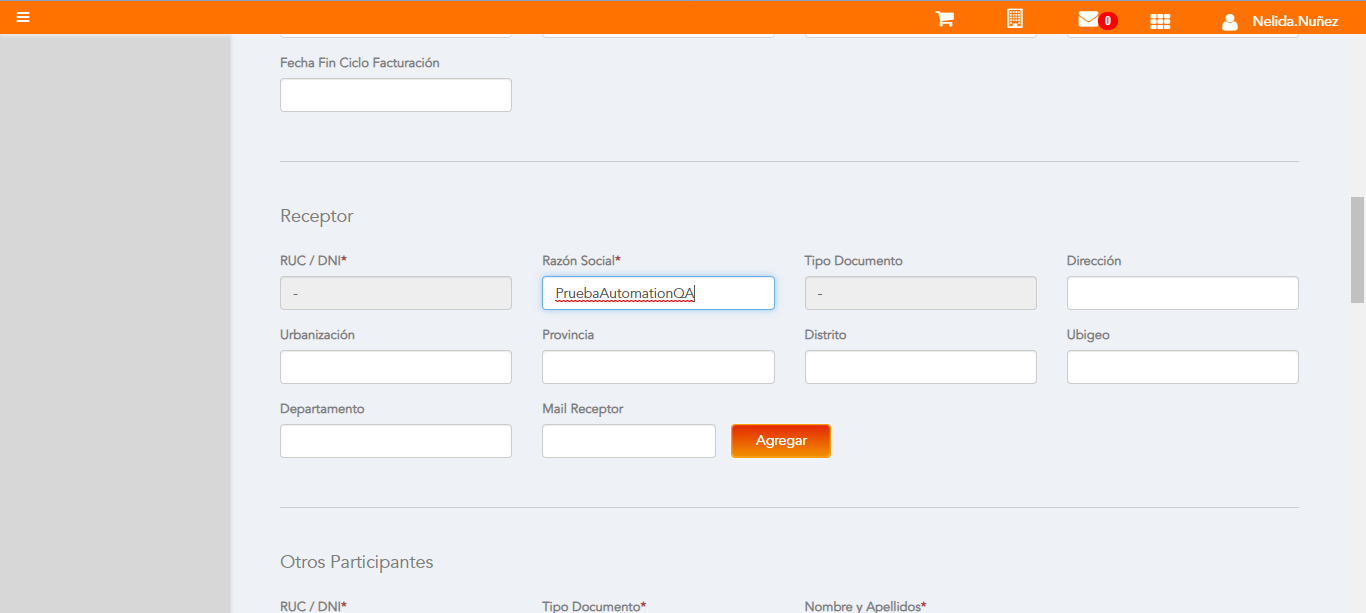 0 Nelida.Nuñez
Fecha Fin Ciclo Facturación
Receptor
RUC / DNI* Razón Social* Tipo Documento Dirección
- PruebaAutomationQA -
Urbanización Provincia Distrito Ubigeo
Departamento Mail Receptor
Agregar
Otros Participantes
RUC / DNI* Tipo Documento* Nombre y Apellidos*